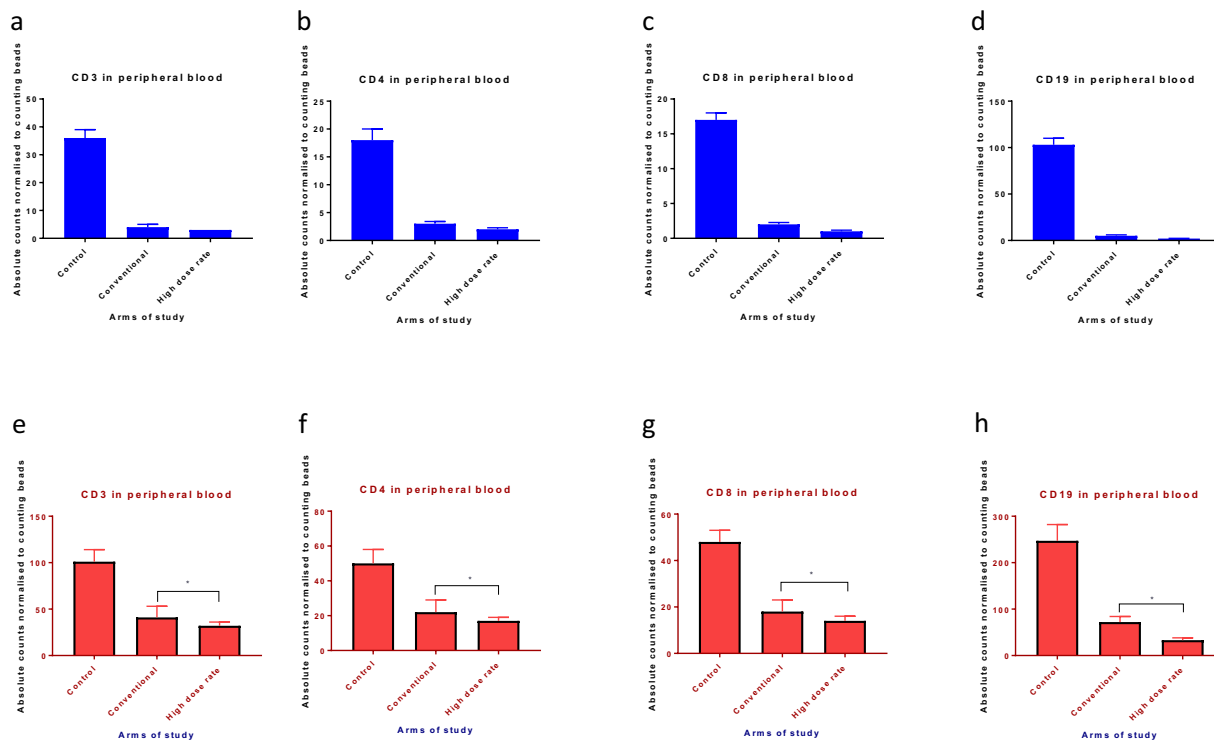 a
Absolute counts normalised to counting beads
CD3 in peripheral blood
50
40
30
20
10
0
Control
Conventional
High dose rate
Arms of study
b
Absolute counts normalised to counting beads
CD4 in peripheral blood
25
20
15
10
5
0
Control
Conventional
High dose rate
Arms of study
c
Absolute counts normalised to counting beads
CD8 in peripheral blood
20
15
10
5
0
Control
Conventional
High dose rate
Arms of study
d
Absolute counts normalised to counting beads
CD19 in peripheral blood
150
100
50
0
Control
Conventional
High dose rate
Arms of study
e
Absolute counts normalised to counting beads
CD3 in peripheral blood
150
100
50
0
*
Control
Conventional
High dose rate
Arms of study
f
Absolute counts normalised to counting beads
CD4 in peripheral blood
80
60
40
20
0
*
Control
Conventional
High dose rate
Arms of study
g
Absolute counts normalised to counting beads
CD8 in peripheral blood
60
40
20
0
*
Control
Conventional
High dose rate
Arms of study
h
Absolute counts normalised to counting beads
CD19 in peripheral blood
300
200
100
0
*
Control
Conventional
High dose rate
Arms of study